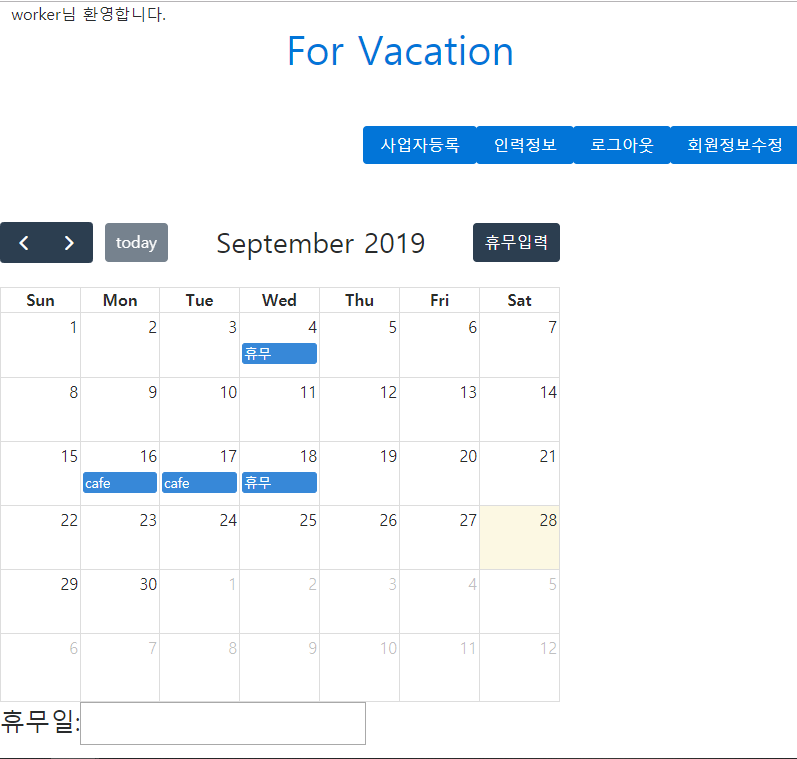 worker님 환영합니다.
For Vacation
사업자등록 인력정보 로그아웃 회원정보수정
today September 2019 휴무입력
Sun Mon Tue Wed Thu Fri Sat
1 2 3 4 5 6 7
휴무
8 9 10 11 12 13 14
15 16 17 18 19 20 21
cafe cafe 휴무
22 23 24 25 26 27 28
29 30 1 2 3 4 5
6 7 8 9 10 11 12
휴무일: